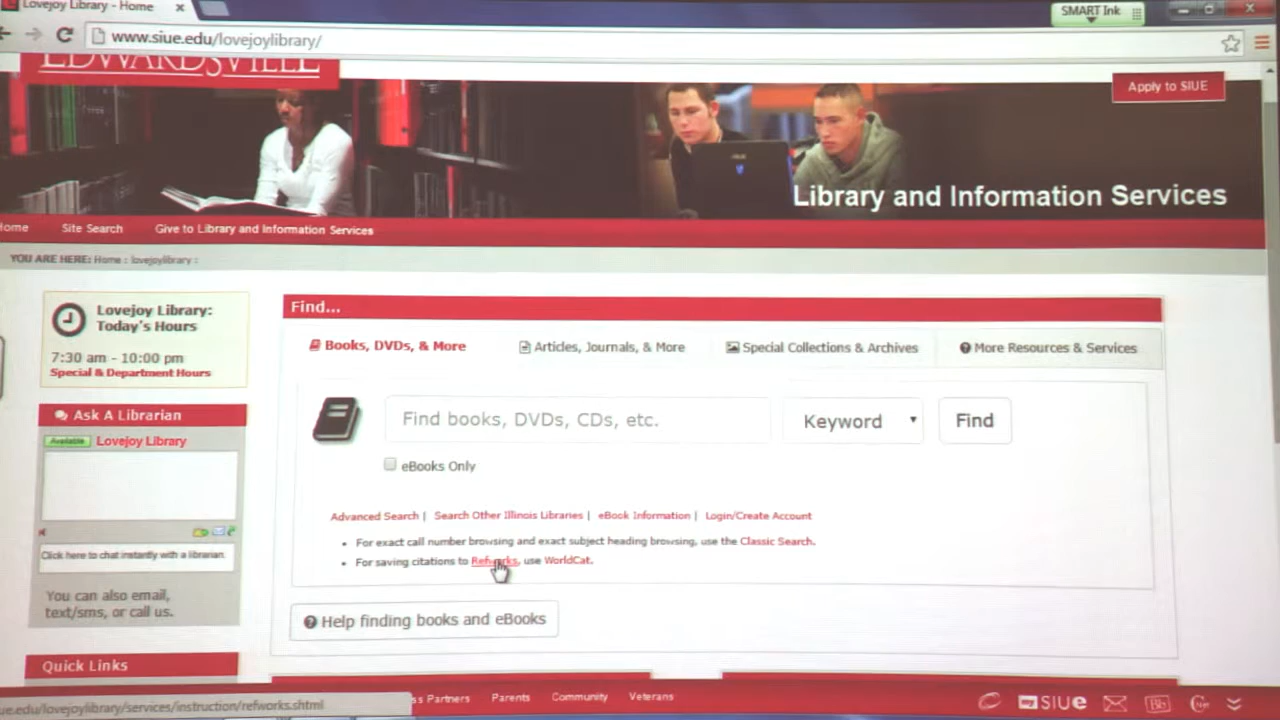 Lovejoy Library - Home
SMART Ink
www.siue.edu/lovejoylibrary/
EDWARDSVILLE
Apply to SIUE
ASUS
Library and Information Services
Home Site Search Give to Library and Information Services
YOU ARE HERE: Home : lovejoylibrary :
Lovejoy Library:
Today's Hours
7:30 am - 10:00 pm
Special & Department Hours
Find...
Books, DVDs, & More Articles, Journals, & More Special Collections & Archives More Resources & Services
Find books, DVDs, CDs, etc. Keyword Find
eBooks Only
Ask A Librarian
Available Lovejoy Library
Click here to chat instantly with a librarian.
You can also email,
text/sms, or call us.
Advanced Search | Search Other Illinois Libraries | eBook Information | Login/Create Account
• For exact call number browsing and exact subject heading browsing, use the Classic Search.
• For saving citations to Refworks, use WorldCat.
Help finding books and eBooks
Quick Links
ss Partners Parents Community Veterans
my SIUe Bb
ue.edu/lovejoylibrary/services/instruction/refworks.shtml